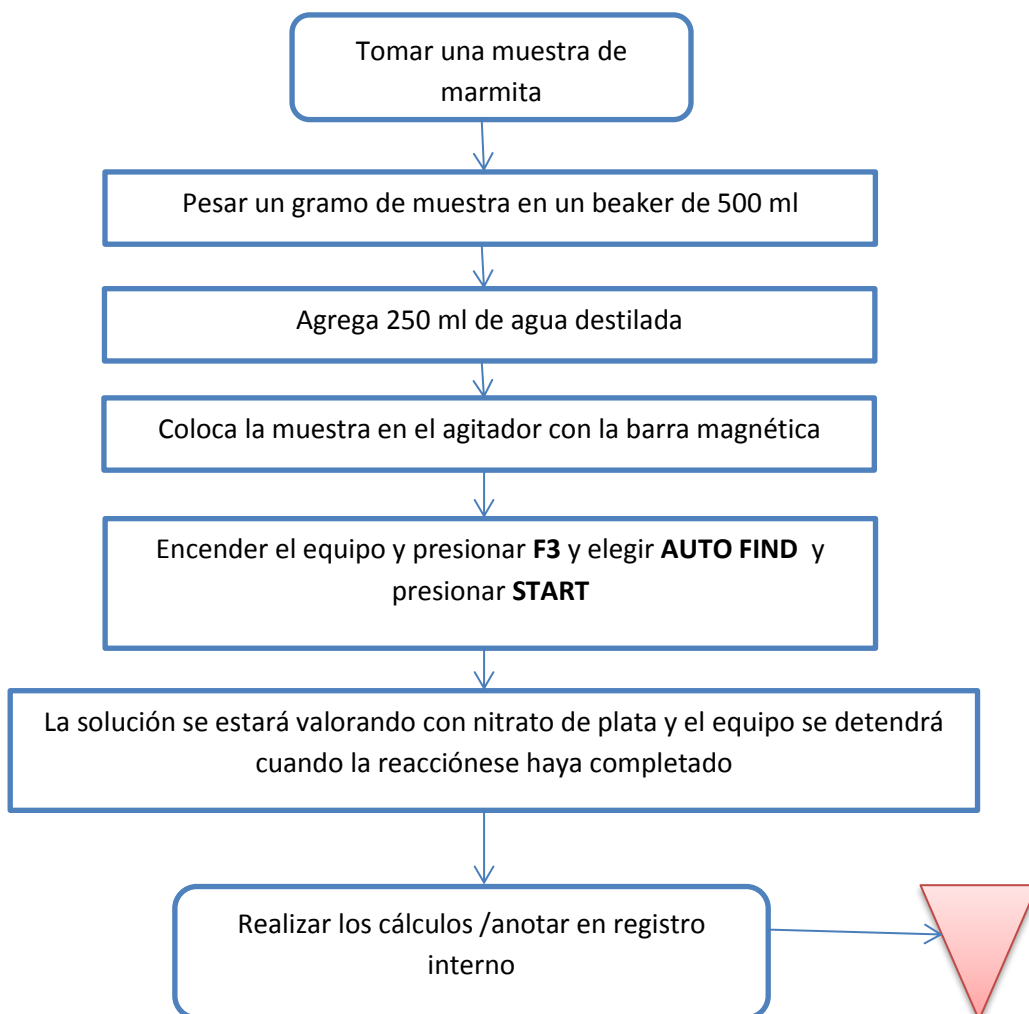 Tomar una muestra de
marmita
Pesar un gramo de muestra en un beaker de 500 ml
Agrega 250 ml de agua destilada
Coloca la muestra en el agitador con la barra magnética
Encender el equipo y presionar F3 y elegir AUTO FIND y
presionar START
La solución se estará valorando con nitrato de plata y el equipo se detendrá
cuando la reacciónese haya completado
Realizar los cálculos /anotar en registro
interno